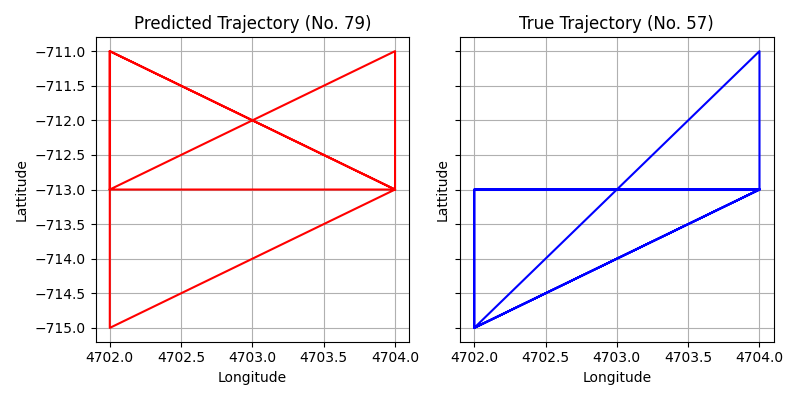 Predicted Trajectory (No. 79)
True Trajectory (No. 57)
−711.0
−711.5
−712.0
−712.5
−713.0
−713.5
−714.0
−714.5
−715.0
Lattitude
Lattitude
4702.0 4702.5 4703.0 4703.5 4704.0
4702.0 4702.5 4703.0 4703.5 4704.0
Longitude
Longitude